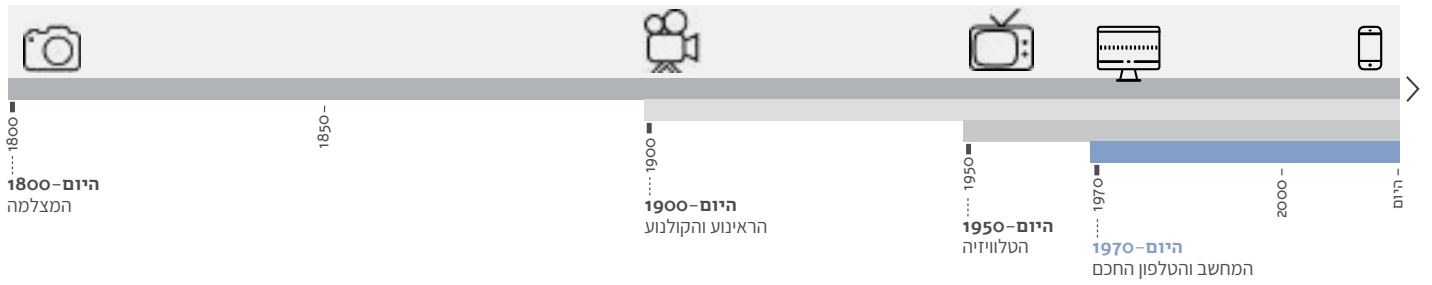 1800
1850
1900
1950
1970
2000
היום
1800–היום
המצלמה
1900–היום
הראינוע והקולנוע
1950–היום
הטלוויזיה
1970–היום
המחשב והטלפון החכם